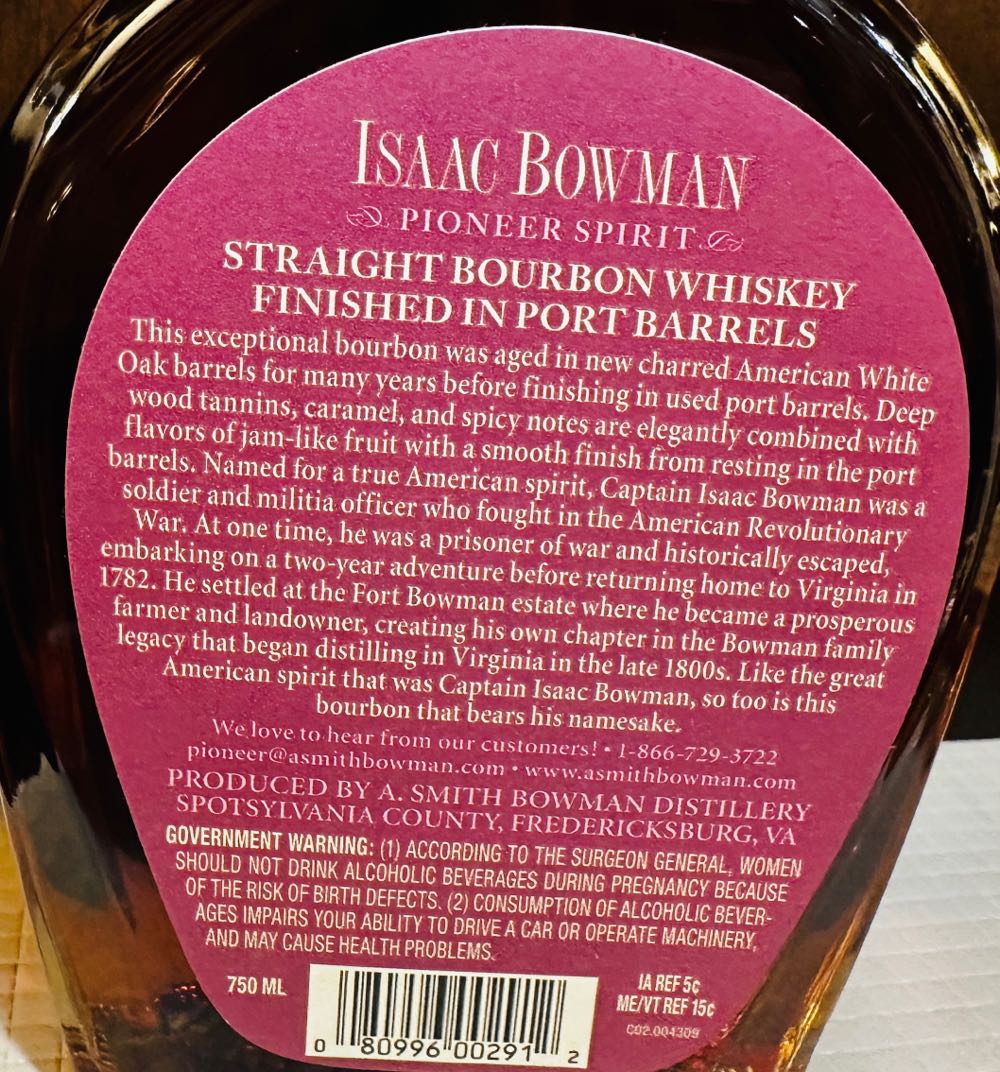 ISAAC BOWMAN
PIONEER SPIRIT
STRAIGHT BOURBON WHISKEY
FINISHED IN PORT BARRELS
This exceptional bourbon was aged in new charred American White
Oak barrels for many years before finishing in used port barrels. Deep
wood tannins, caramel, and spicy notes are elegantly combined with
flavors of jam-like fruit with a smooth finish from resting in the port
barrels. Named for a true American spirit, Captain Isaac Bowman was a
soldier and militia officer who fought in the American Revolutionary
War. At one time, he was a prisoner of war and historically escaped,
embarking on a two-year adventure before returning home to Virginia in
1782. He settled at the Fort Bowman estate where he became a prosperous
farmer and landowner, creating his own chapter in the Bowman family
legacy that began distilling in Virginia in the late 1800s. Like the great
American spirit that was Captain Isaac Bowman, so too is this
bourbon that bears his namesake.
We love to hear from our customers! • 1-866-729-3722
pioneer@asmithbowman.com • www.asmithbowman.com
PRODUCED BY A. SMITH BOWMAN DISTILLERY
SPOTSYLVANIA COUNTY, FREDERICKSBURG, VA
GOVERNMENT WARNING: (1) ACCORDING TO THE SURGEON GENERAL, WOMEN
SHOULD NOT DRINK ALCOHOLIC BEVERAGES DURING PREGNANCY BECAUSE
OF THE RISK OF BIRTH DEFECTS. (2) CONSUMPTION OF ALCOHOLIC BEVER-
AGES IMPAIRS YOUR ABILITY TO DRIVE A CAR OR OPERATE MACHINERY,
AND MAY CAUSE HEALTH PROBLEMS.
750 ML
IA REF 5¢
ME/VT REF 15¢
C02.004309
0 80996 00291 2